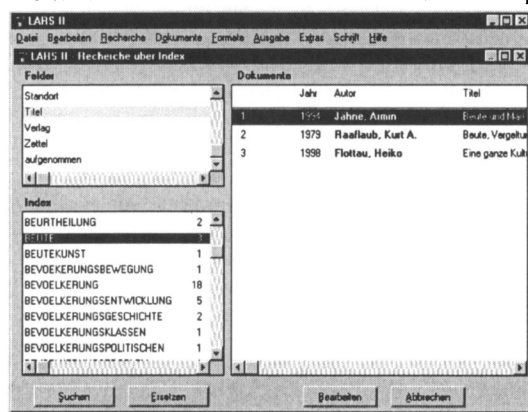 LARS II
Datei Bearbeiten Recherche Dokumente Formate Ausgabe Extras Schrift Hilfe
LARS II - Recherche über Index
Felder
Standort
Titel
Verlag
Zettel
aufgenommen
Index
BEURTHEILUNG 2
BEUTE 3
BEUTEKUNST 1
BEVOEKERUNGSBEWEGUNG 1
BEVOELKERUNG 18
BEVOELKERUNGSENTWICKLUNG 5
BEVOELKERUNGSGESCHICHTE 2
BEVOELKERUNGSKLASSEN 1
BEVOELKERUNGSPOLITISCHEN 1
Dokumente
Jahr Autor Titel
1 1994 Jähne, Armin Beute und
2 1979 Raaflaub, Kurt A. Beute, Vergeltu
3 1998 Flottau, Heiko Eine ganze Kult
Suchen Ersetzen Bearbeiten Abbrechen